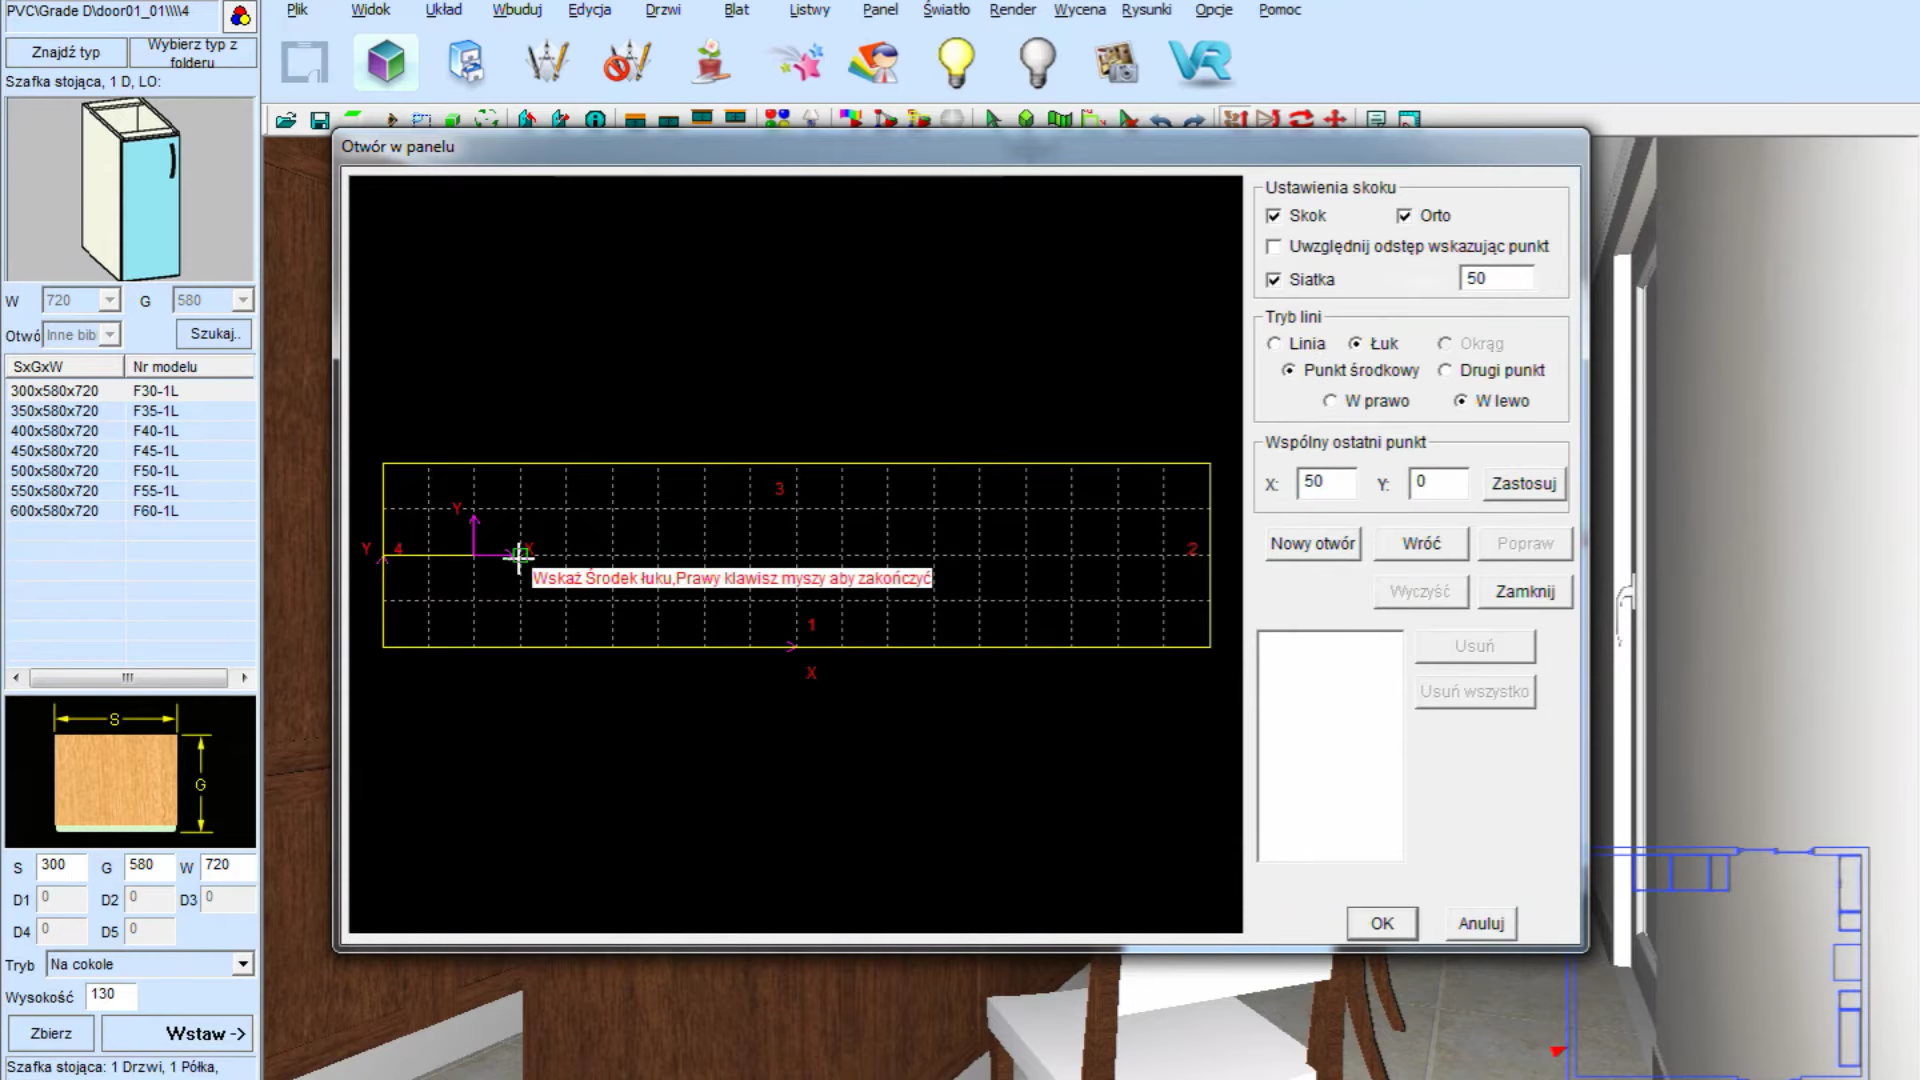 PVC\Grade D\door01_01\\\\4
Plik Widok Układ Wbuduj Edycja Drzwi Blat Listwy Panel Światło Render Wycena Rysunki Opcje Pomoc
Znajdź typ
Wybierz typ z folderu
Szafka stojąca, 1 D, LO:
VR
Otwór w panelu
W 720 G 580
Otwó Inne bib Szukaj..
SxGxW Nr modelu
300x580x720 F30-1L
350x580x720 F35-1L
400x580x720 F40-1L
450x580x720 F45-1L
500x580x720 F50-1L
550x580x720 F55-1L
600x580x720 F60-1L
S
G
S 300 G 580 W 720
D1 0 D2 0 D3 0
D4 0 D5 0
Tryb Na cokole
Wysokość 130
Zbierz Wstaw ->
Szafka stojąca: 1 Drzwi, 1 Półka,
3
Y
Y 4 X 2
Wskaż Środek łuku,Prawy klawisz myszy aby zakończyć
1
X
Ustawienia skoku
Skok Orto
Uwzględnij odstęp wskazując punkt
Siatka 50
Tryb lini
Linia Łuk Okrąg
Punkt środkowy Drugi punkt
W prawo W lewo
Wspólny ostatni punkt
X: 50 Y: 0 Zastosuj
Nowy otwór Wróć Popraw
Wyczyść Zamknij
Usuń
Usuń wszystko
OK Anuluj